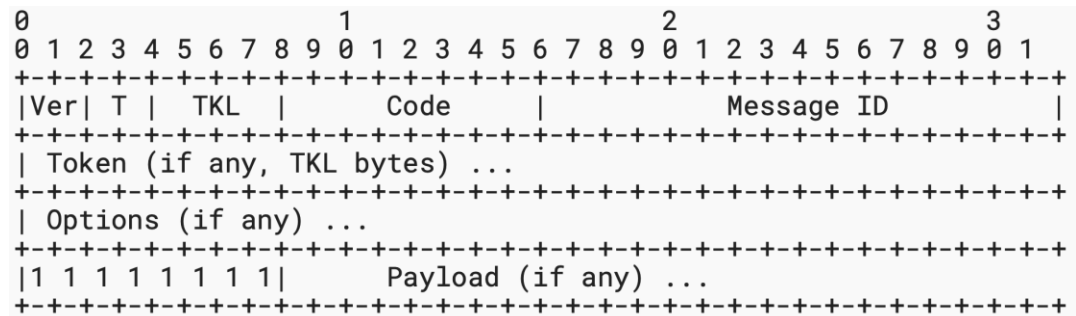 0                   1                   2                   3
0 1 2 3 4 5 6 7 8 9 0 1 2 3 4 5 6 7 8 9 0 1 2 3 4 5 6 7 8 9 0 1
+-+-+-+-+-+-+-+-+-+-+-+-+-+-+-+-+-+-+-+-+-+-+-+-+-+-+-+-+-+-+-+-+
|Ver| T |  TKL  |      Code     |           Message ID          |
+-+-+-+-+-+-+-+-+-+-+-+-+-+-+-+-+-+-+-+-+-+-+-+-+-+-+-+-+-+-+-+-+
| Token (if any, TKL bytes) ...
+-+-+-+-+-+-+-+-+-+-+-+-+-+-+-+-+-+-+-+-+-+-+-+-+-+-+-+-+-+-+-+-+
| Options (if any) ...
+-+-+-+-+-+-+-+-+-+-+-+-+-+-+-+-+-+-+-+-+-+-+-+-+-+-+-+-+-+-+-+-+
|1 1 1 1 1 1 1 1|      Payload (if any) ...
+-+-+-+-+-+-+-+-+-+-+-+-+-+-+-+-+-+-+-+-+-+-+-+-+-+-+-+-+-+-+-+-+